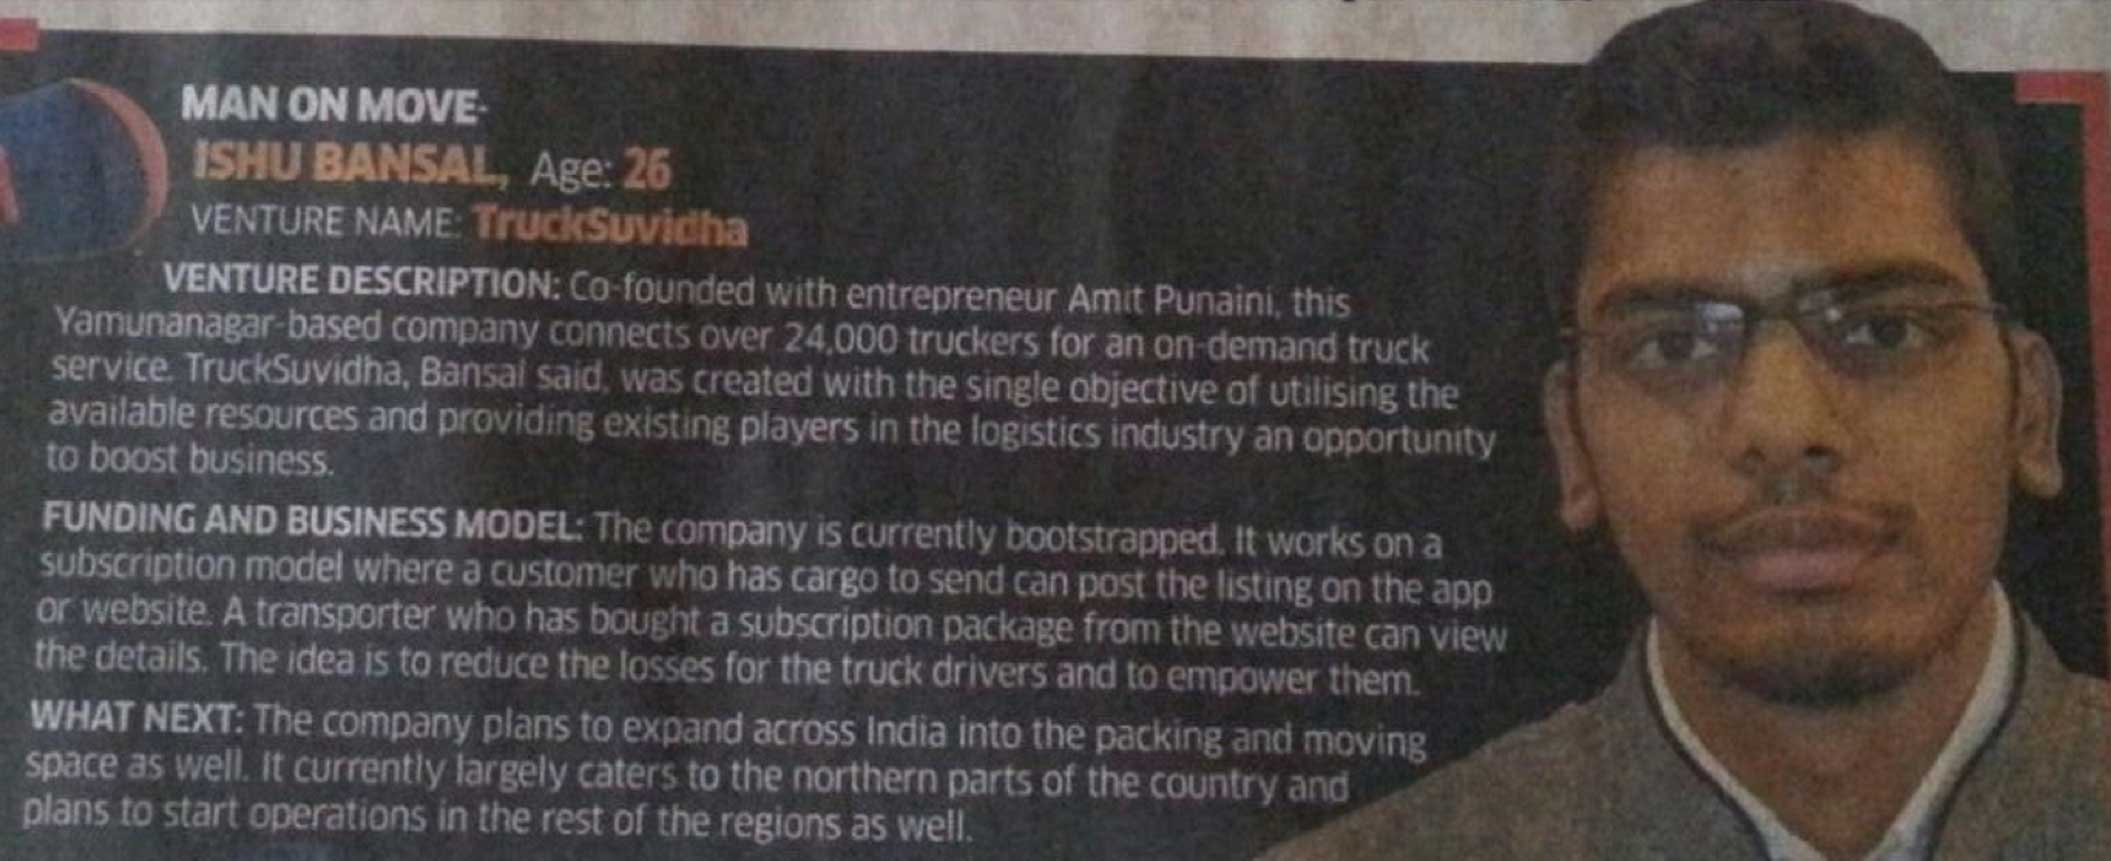 MAN ON MOVE-
ISHU BANSAL, Age: 26
VENTURE NAME: TruckSuvidha
VENTURE DESCRIPTION: Co-founded with entrepreneur Amit Punaini, this
Yamunanagar-based company connects over 24,000 truckers for an on-demand truck
service. TruckSuvidha, Bansal said, was created with the single objective of utilising the
available resources and providing existing players in the logistics industry an opportunity
to boost business.
FUNDING AND BUSINESS MODEL: The company is currently bootstrapped. It works on a
subscription model where a customer who has cargo to send can post the listing on the app
or website. A transporter who has bought a subscription package from the website can view
the details. The idea is to reduce the losses for the truck drivers and to empower them.
WHAT NEXT: The company plans to expand across India into the packing and moving
space as well. It currently largely caters to the northern parts of the country and
plans to start operations in the rest of the regions as well.